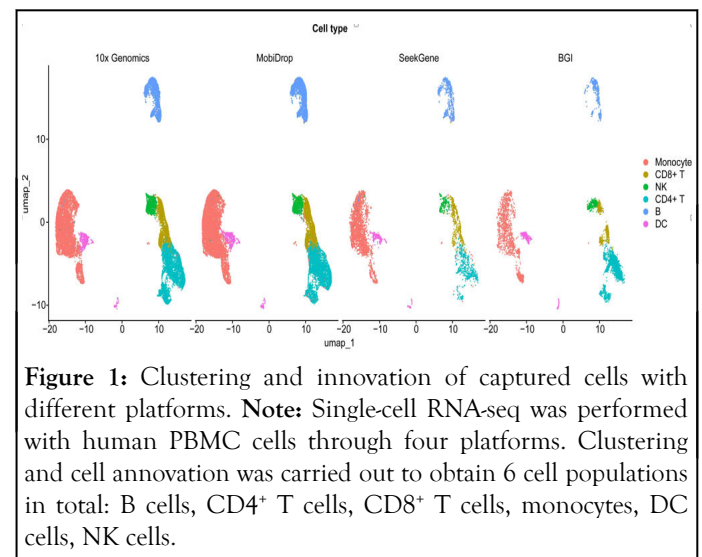 Cell type
10x Genomics MobiDrop SeekGene BGI
10
0
−10
umap_2
−20 −10 0 10 −20 −10 0 10 −20 −10 0 10 −20 −10 0 10
umap_1
Monocyte
CD8+ T
NK
CD4+ T
B
DC
Figure 1: Clustering and innovation of captured cells with
different platforms. Note: Single-cell RNA-seq was performed
with human PBMC cells through four platforms. Clustering
and cell annovation was carried out to obtain 6 cell populations
in total: B cells, CD4⁺ T cells, CD8⁺ T cells, monocytes, DC
cells, NK cells.